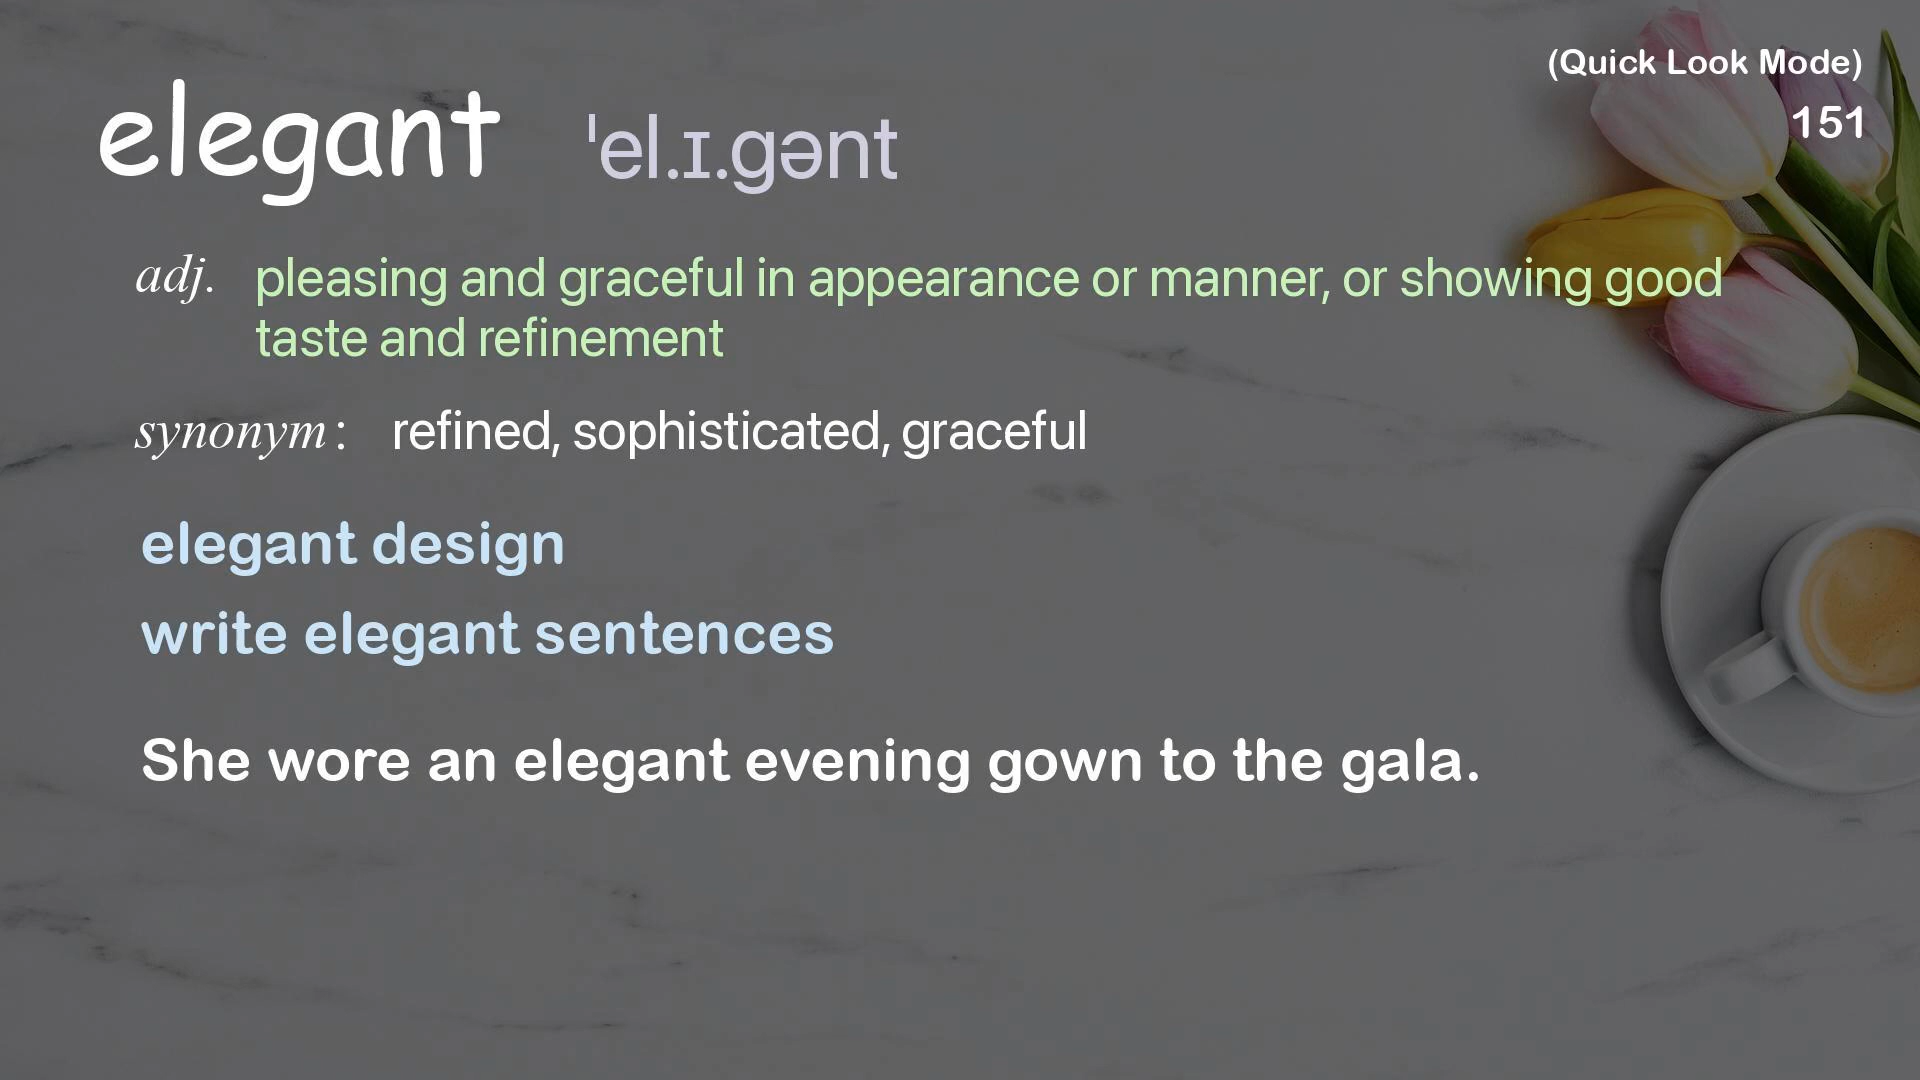 (Quick Look Mode)
151
elegant ˈel.ɪ.gənt
adj. pleasing and graceful in appearance or manner, or showing good
taste and refinement
synonym: refined, sophisticated, graceful
elegant design
write elegant sentences
She wore an elegant evening gown to the gala.